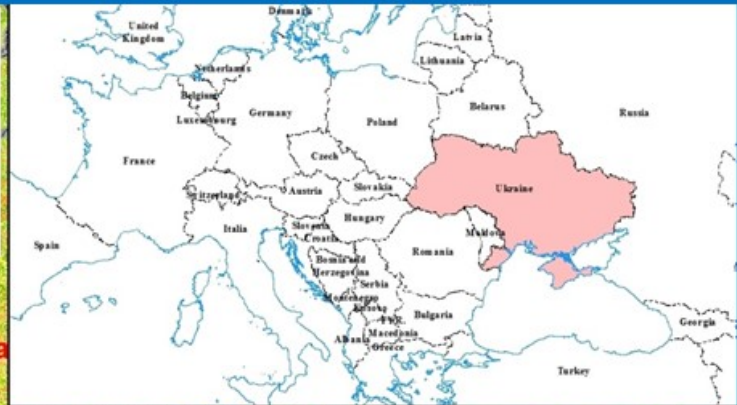 Denmark
United
Kingdom
Latvia
Lithuania
Netherlands
Belgium
Belarus
Russia
Germany
Luxembourg
Poland
Czech
France
Ukraine
Slovakia
Switzerland
Austria
Hungary
Moldova
Italia
Slovenia
Croatia
Spain
Romania
Bosnia and
Herzegovina
Serbia
Montenegro
Kosovo
Bulgaria
Georgia
F.Y.R.
Macedonia
Albania
Greece
a
Turkey